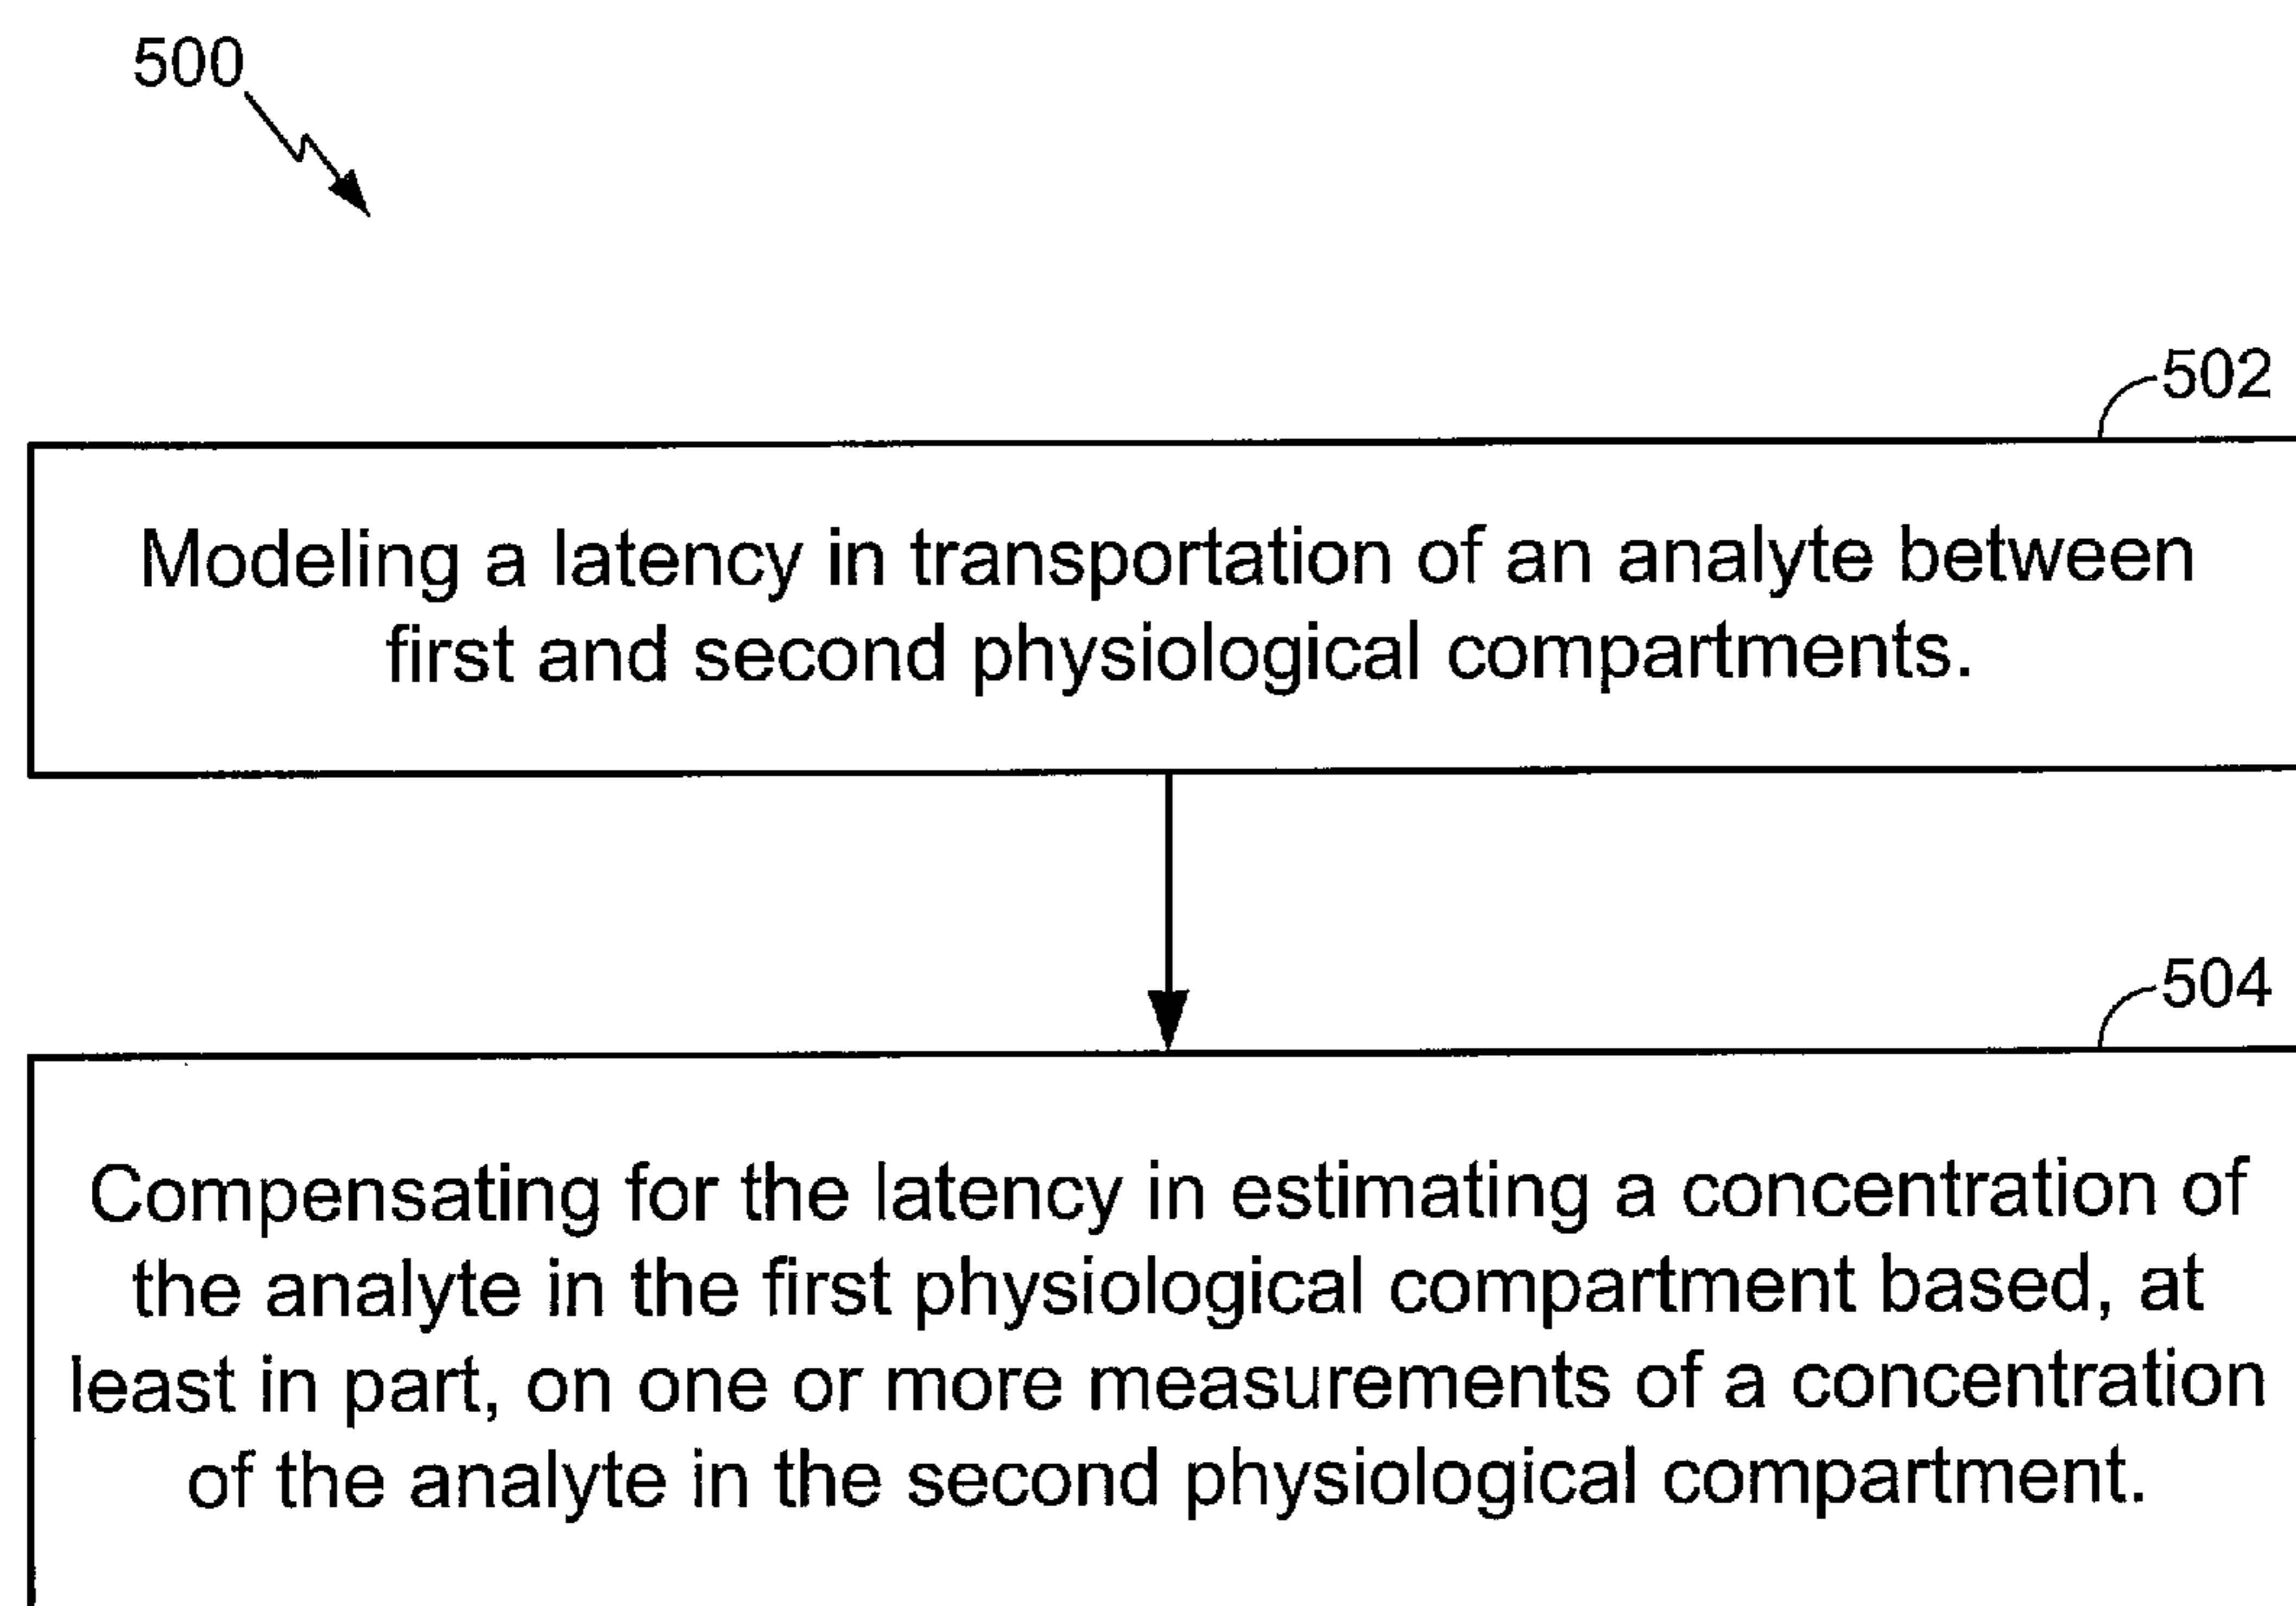 500
502
Modeling a latency in transportation of an analyte between
first and second physiological compartments.
504
Compensating for the latency in estimating a concentration of
the analyte in the first physiological compartment based, at
least in part, on one or more measurements of a concentration
of the analyte in the second physiological compartment.